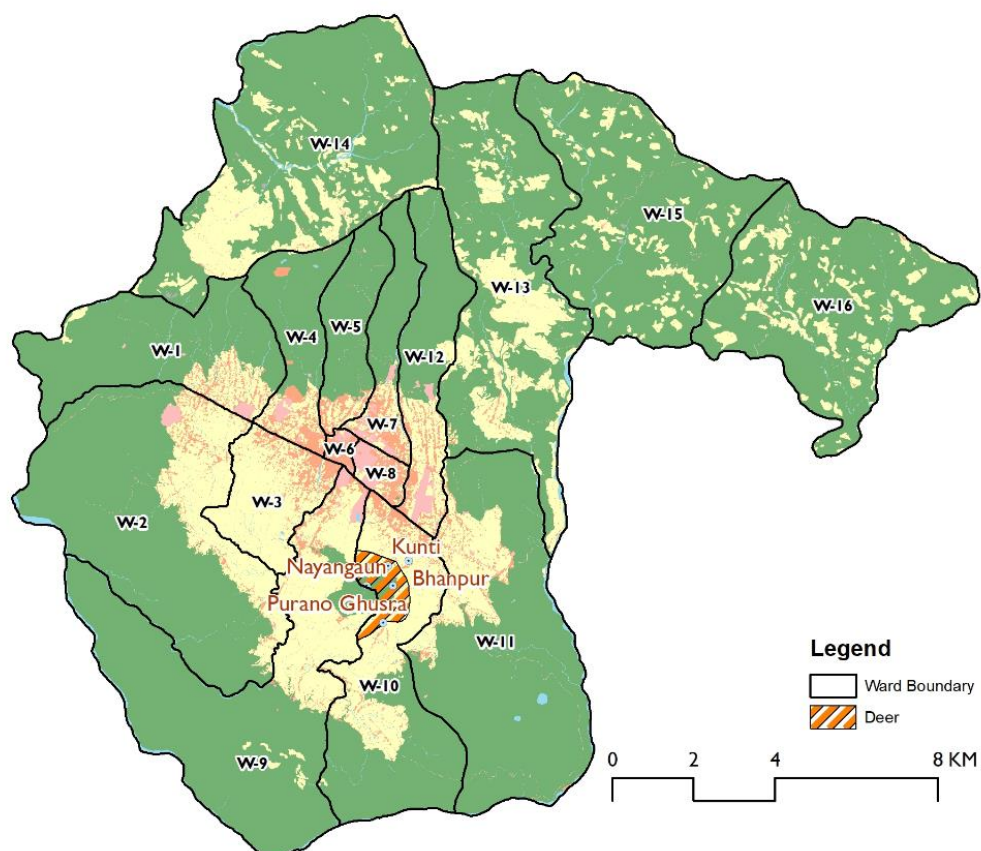 W-14
W-15
W-13
W-16
W-5
W-4
W-1
W-12
W-7
W-6
W-8
W-3
W-2
Kunti
Nayangaun
Bhanpur
Purano Ghusra
W-11
W-10
W-9
Legend
Ward Boundary
Deer
0 2 4 8 KM